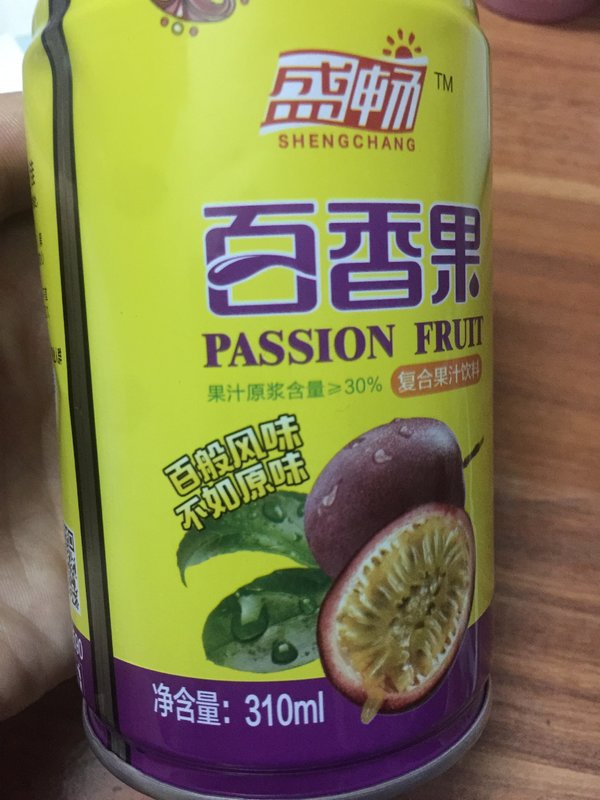 盛畅 TM
SHENGCHANG
百香果
PASSION FRUIT
果汁原浆含量≥30% 复合果汁饮料
百般风味
不如原味
净含量：310ml